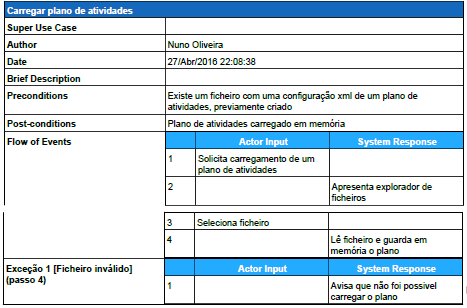 Carregar plano de atividades
Super Use Case
Author Nuno Oliveira
Date 27/Abr/2016 22:08:38
Brief Description
Preconditions Existe um ficheiro com uma configuração xml de um plano de
atividades, previamente criado
Post-conditions Plano de atividades carregado em memória
Flow of Events Actor Input System Response
1 Solicita carregamento de um
plano de atividades
2 Apresenta explorador de
ficheiros
3 Seleciona ficheiro
4 Lê ficheiro e guarda em
memória o plano
Exceção 1 [Ficheiro inválido]
(passo 4)
Actor Input System Response
1 Avisa que não foi possivel
carregar o plano